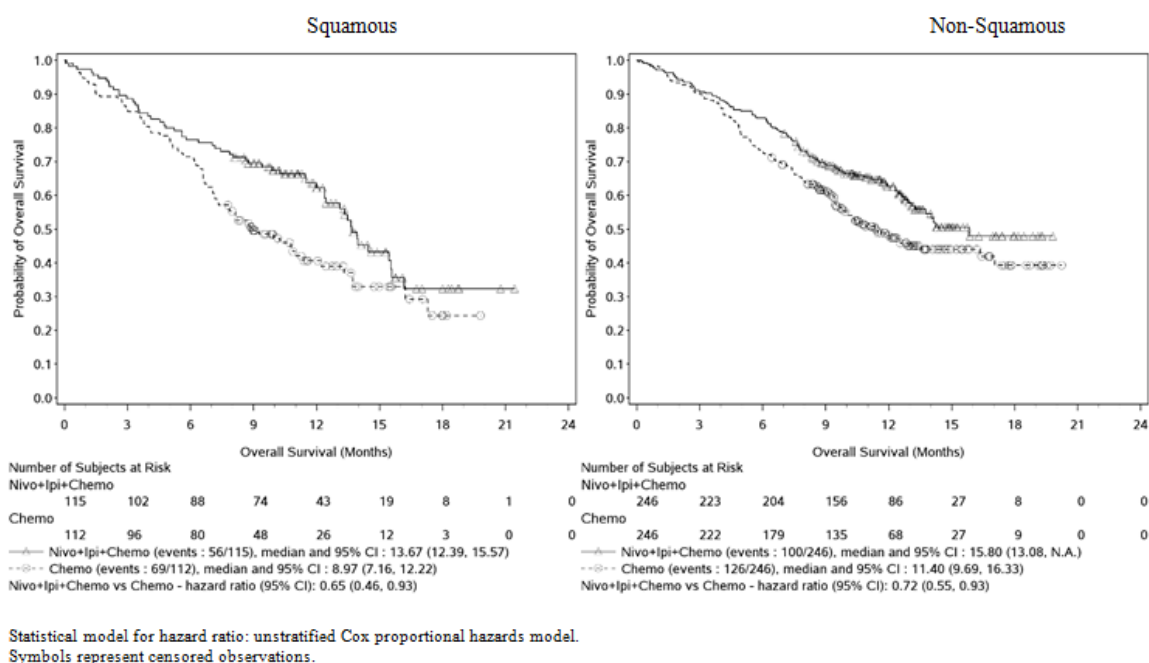 Squamous
Non-Squamous
Probability of Overall Survival
1.0
0.9
0.8
0.7
0.6
0.5
0.4
0.3
0.2
0.1
0.0
0 3 6 9 12 15 18 21 24
Overall Survival (Months)
Number of Subjects at Risk
Nivo+Ipi+Chemo
115 102 88 74 43 19 8 1 0
Chemo
112 96 80 48 26 12 3 0 0
Nivo+Ipi+Chemo (events : 56/115), median and 95% CI : 13.67 (12.39, 15.57)
Chemo (events : 69/112), median and 95% CI : 8.97 (7.16, 12.22)
Nivo+Ipi+Chemo vs Chemo - hazard ratio (95% CI): 0.65 (0.46, 0.93)
Probability of Overall Survival
1.0
0.9
0.8
0.7
0.6
0.5
0.4
0.3
0.2
0.1
0.0
0 3 6 9 12 15 18 21 24
Overall Survival (Months)
Number of Subjects at Risk
Nivo+Ipi+Chemo
246 223 204 156 86 27 8 0 0
Chemo
246 222 179 135 68 27 9 0 0
Nivo+Ipi+Chemo (events : 100/246), median and 95% CI : 15.80 (13.08, N.A.)
Chemo (events : 126/246), median and 95% CI : 11.40 (9.69, 16.33)
Nivo+Ipi+Chemo vs Chemo - hazard ratio (95% CI): 0.72 (0.55, 0.93)
Statistical model for hazard ratio: unstratified Cox proportional hazards model.
Symbols represent censored observations.